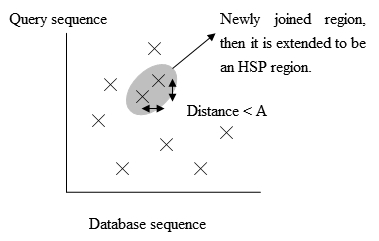 Query sequence
Newly joined region,
then it is extended to be
an HSP region.
Distance < A
Database sequence